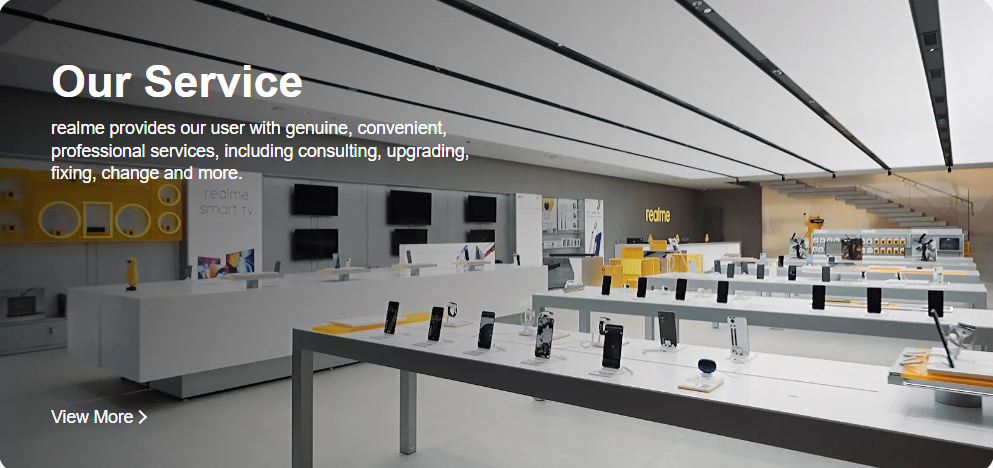 Our Service
realme provides our user with genuine, convenient,
professional services, including consulting, upgrading,
fixing, change and more.
realme
smart TV
realme
View More